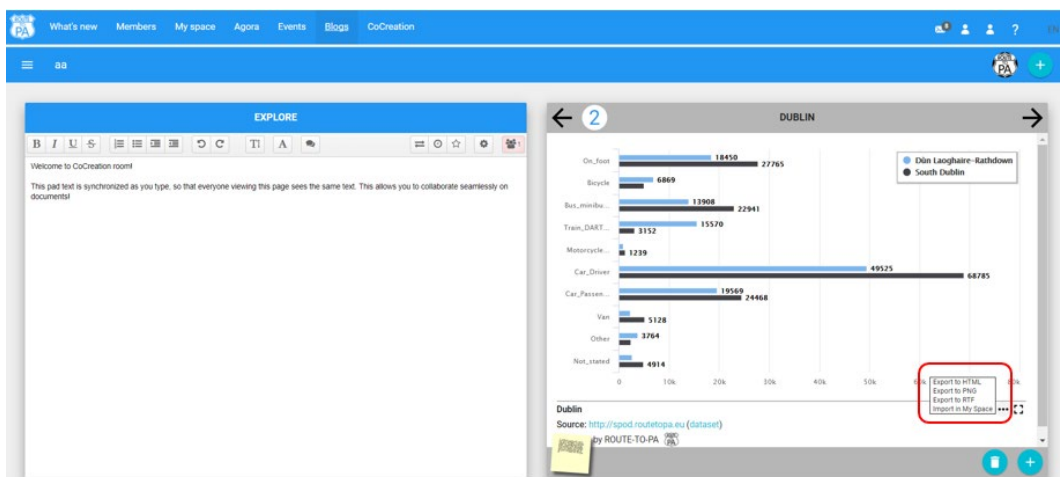 PA What's new Members My space Agora Events Blogs CoCreation ?
aa PA +
EXPLORE
B I U S TI A 1
Welcome to CoCreation room!
This pad text is synchronized as you type, so that everyone viewing this page sees the same text. This allows you to collaborate seamlessly on
documents!
2 DUBLIN
Dùn Laoghaire-Rathdown
South Dublin
On_foot 18450 27765
Bicycle 6869
Bus_minibu... 13908 22941
Train_DART... 15570 3152
Motorcycle... 1239
Car_Driver 49525 68785
Car_Passen... 19569 24468
Van 5128
Other 3764
Not_stated 4914
0 10k 20k 30k 40k 50k
Export to HTML
Export to PNG
Export to RTF
Import in My Space
Dublin
Source: http://spod.routetopa.eu (dataset)
by ROUTE-TO-PA PA
+